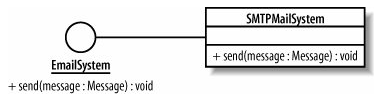 SMTPMailSystem
+ send(message : Message) : void
EmailSystem
+ send(message : Message) : void